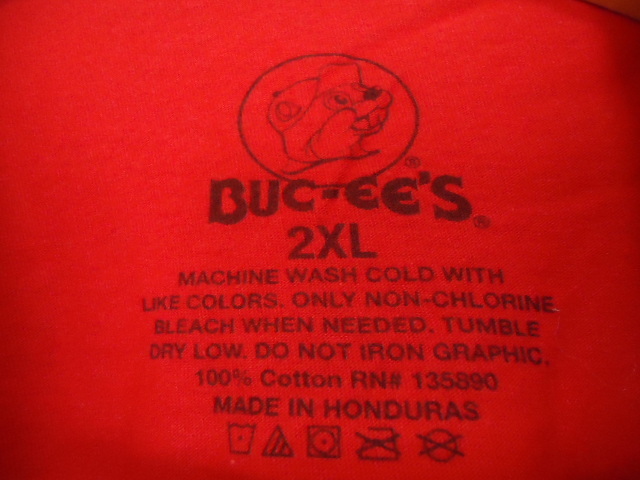 BUC-EE'S®
2XL
MACHINE WASH COLD WITH
LIKE COLORS. ONLY NON-CHLORINE
BLEACH WHEN NEEDED. TUMBLE
DRY LOW. DO NOT IRON GRAPHIC.
100% Cotton RN# 135890
MADE IN HONDURAS